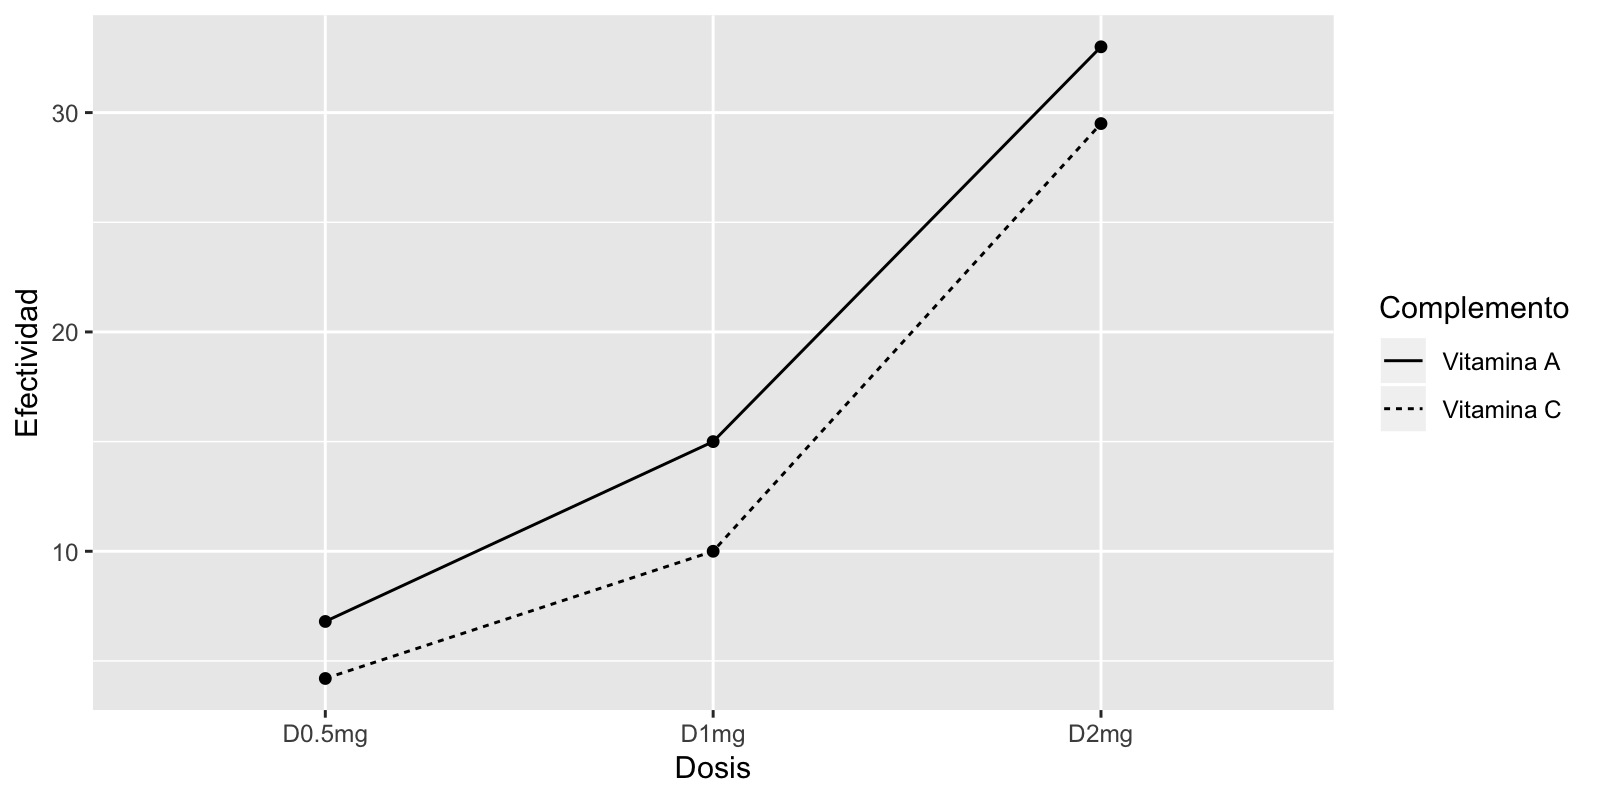 Efectividad
30
20
10
D0.5mg
D1mg
D2mg
Dosis
Complemento
Vitamina A
Vitamina C